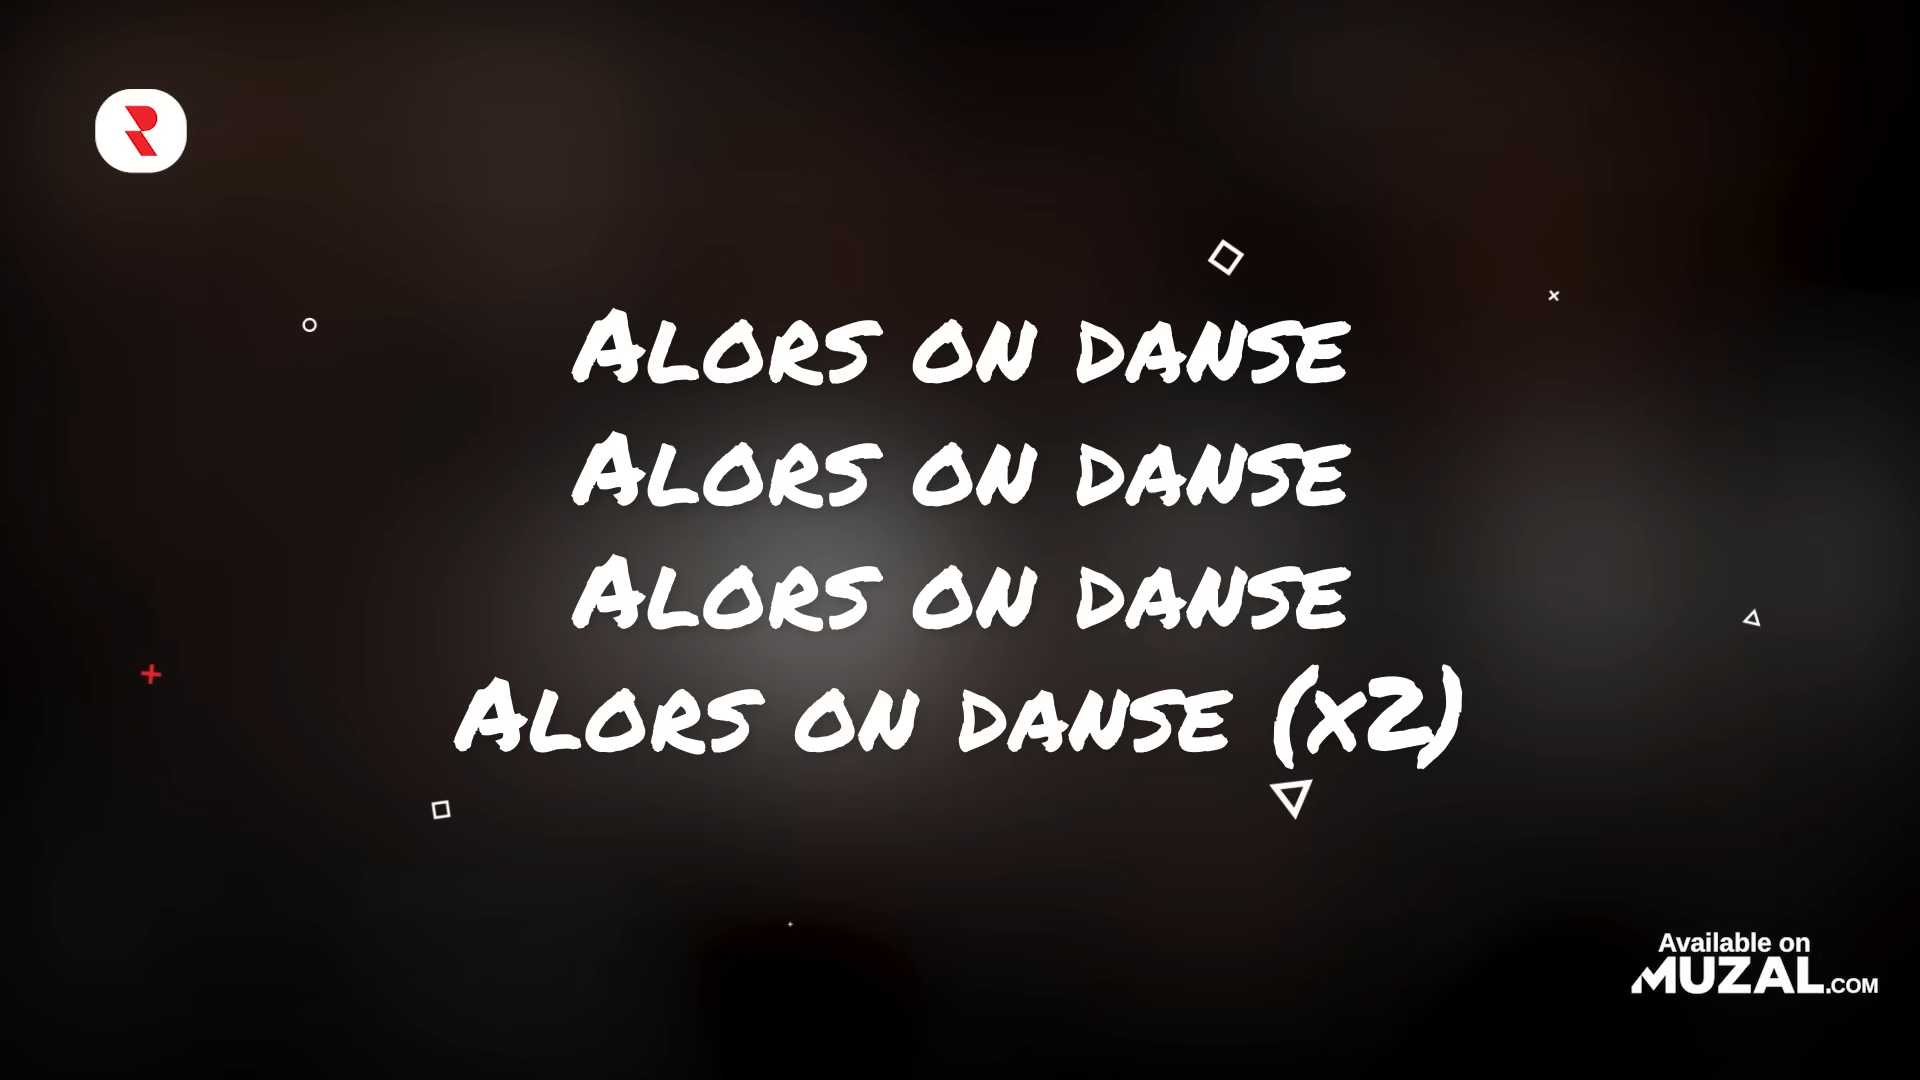 R
Alors on danse
Alors on danse
Alors on danse
Alors on danse (x2)
Available on
MUZAL.COM